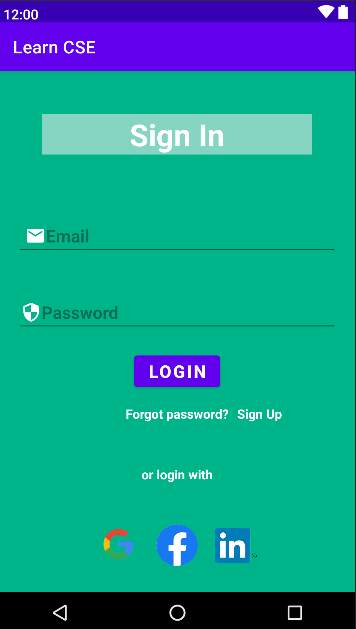 12:00
Learn CSE
Sign In
Email
Password
LOGIN
Forgot password? Sign Up
or login with
in